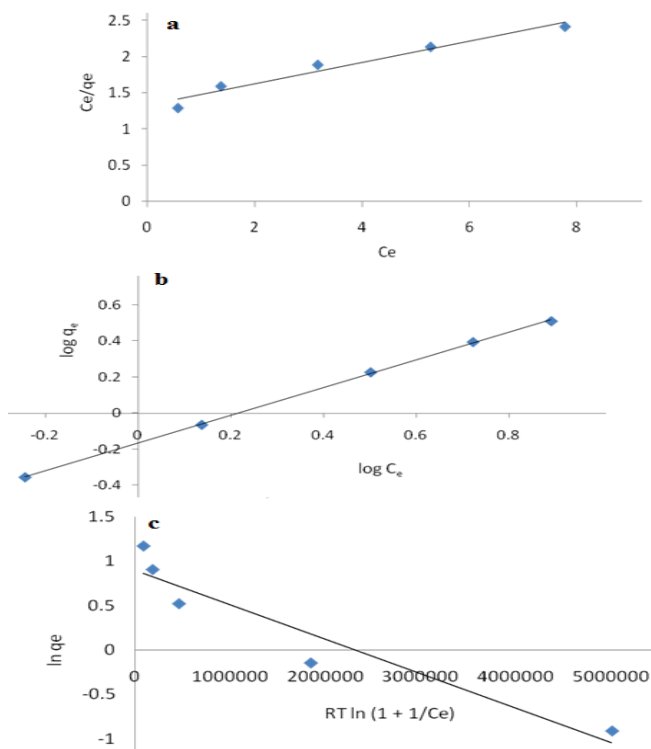 a
2.5
2
1.5
1
0.5
0
Ce/qe
0 2 4 6 8
Ce
b
0.6
0.4
0.2
0
-0.2
-0.4
log qₑ
-0.2 0 0.2 0.4 0.6 0.8
log Cₑ
c
1.5
1
0.5
0
-0.5
-1
ln qe
0 1000000 2000000 3000000 4000000 5000000
RT ln (1 + 1/Ce)